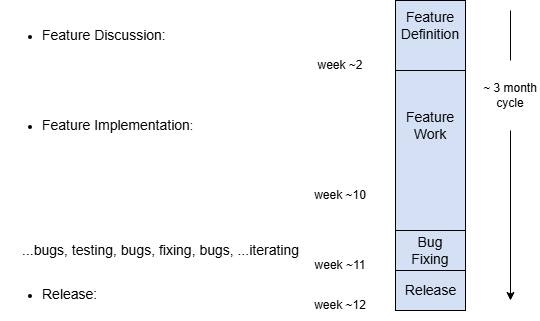 • Feature Discussion:
Feature
Definition
week ~2
~ 3 month
cycle
• Feature Implementation:
Feature
Work
week ~10
...bugs, testing, bugs, fixing, bugs, ...iterating
Bug
Fixing
week ~11
• Release:
Release
week ~12